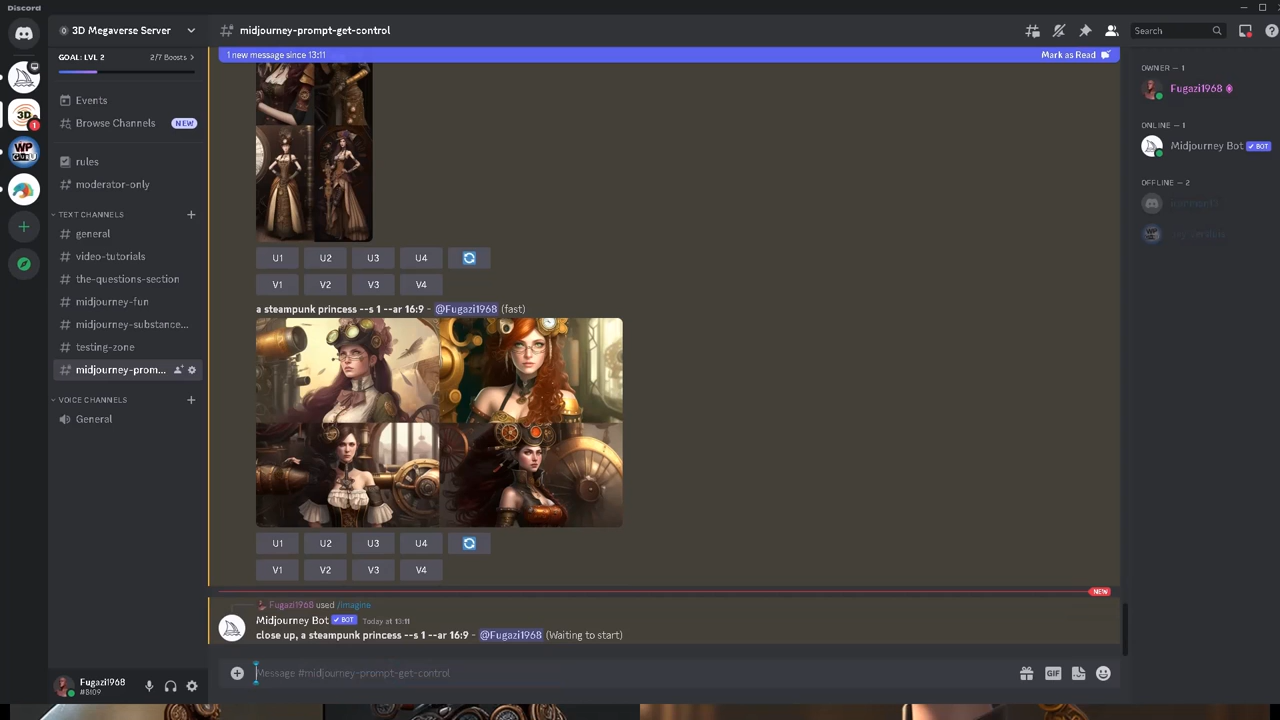 Discord
3D Megaverse Server
midjourney-prompt-get-control
Search
GOAL: LVL 2
2/7 Boosts >
1 new message since 13:11
Mark as Read
Events
Browse Channels
NEW
rules
moderator-only
TEXT CHANNELS
general
video-tutorials
the-questions-section
midjourney-fun
midjourney-substance...
testing-zone
midjourney-prom...
VOICE CHANNELS
General
Fugazi1968
#8109
3D
1
WP
GURU
U1 U2 U3 U4
V1 V2 V3 V4
a steampunk princess --s 1 --ar 16:9 - @Fugazi1968 (fast)
U1 U2 U3 U4
V1 V2 V3 V4
NEW
Fugazi1968 used /imagine
Midjourney Bot ✔ BOT Today at 13:11
close up, a steampunk princess --s 1 --ar 16:9 - @Fugazi1968 (Waiting to start)
Message #midjourney-prompt-get-control
GIF
OWNER — 1
Fugazi1968
ONLINE — 1
Midjourney Bot ✔ BOT
OFFLINE — 2